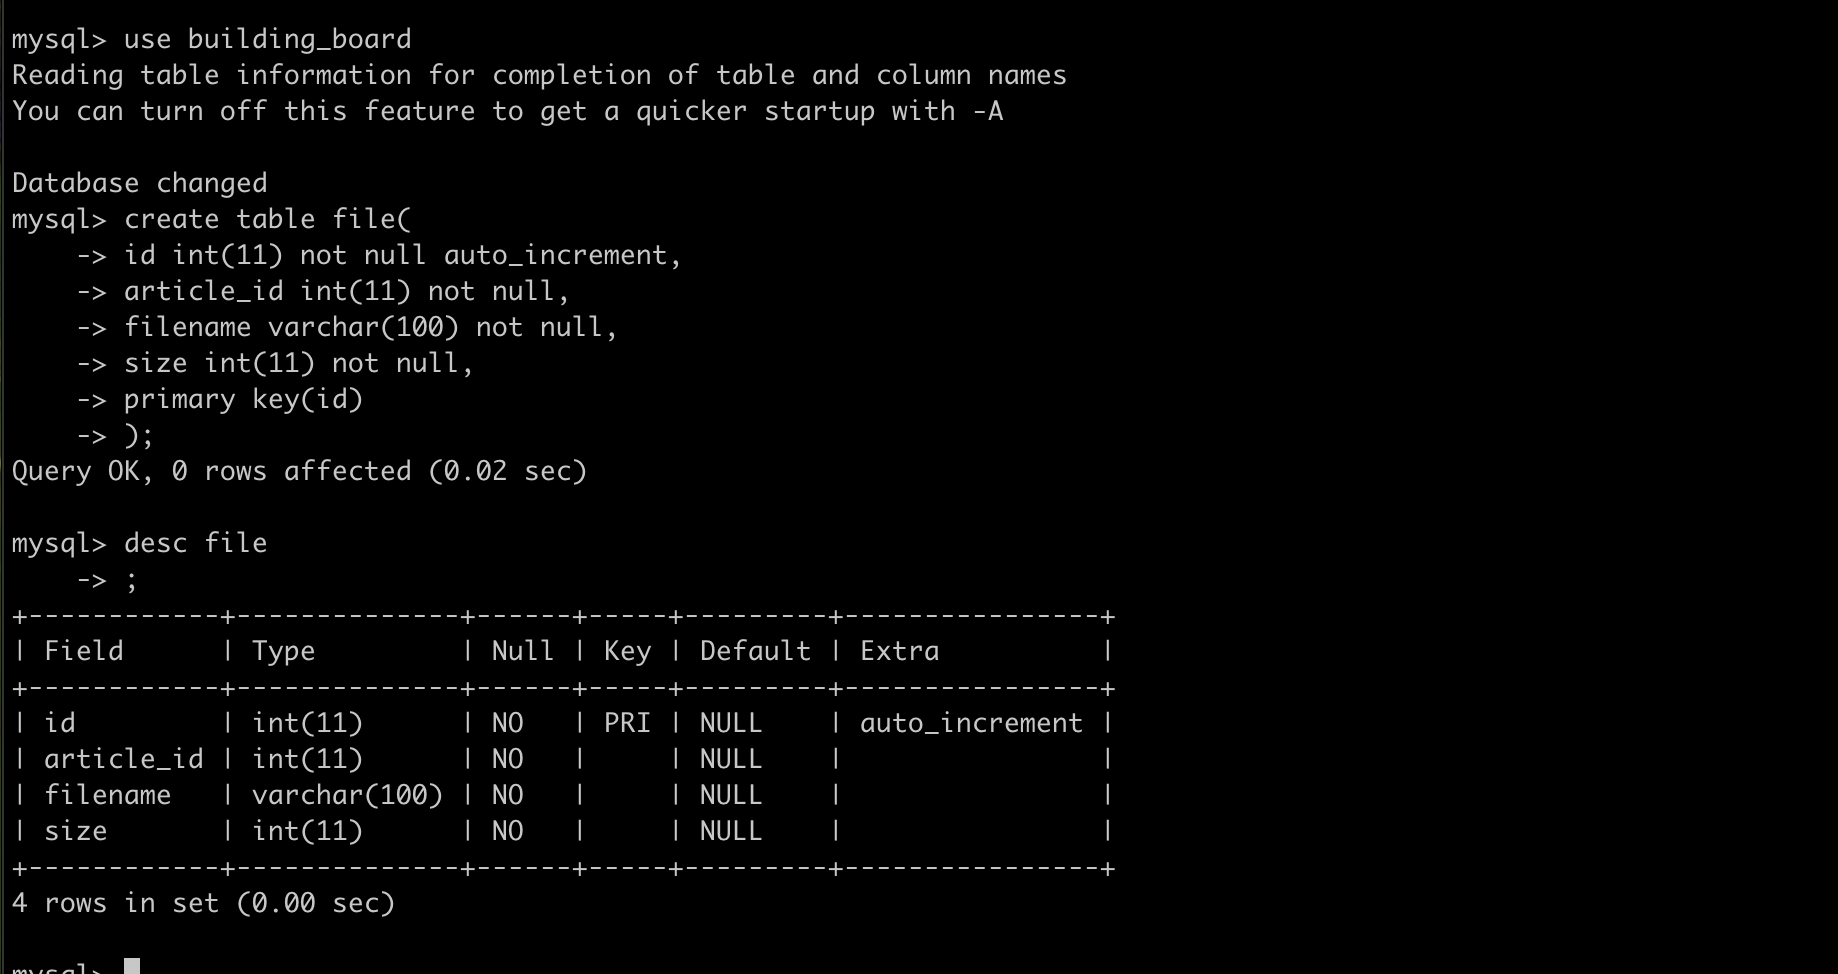 mysql> use building_board
Reading table information for completion of table and column names
You can turn off this feature to get a quicker startup with -A

Database changed
mysql> create table file(
    -> id int(11) not null auto_increment,
    -> article_id int(11) not null,
    -> filename varchar(100) not null,
    -> size int(11) not null,
    -> primary key(id)
    -> );
Query OK, 0 rows affected (0.02 sec)

mysql> desc file
    -> ;
+------------+--------------+------+-----+---------+----------------+
| Field      | Type         | Null | Key | Default | Extra          |
+------------+--------------+------+-----+---------+----------------+
| id         | int(11)      | NO   | PRI | NULL    | auto_increment |
| article_id | int(11)      | NO   |     | NULL    |                |
| filename   | varchar(100) | NO   |     | NULL    |                |
| size       | int(11)      | NO   |     | NULL    |                |
+------------+--------------+------+-----+---------+----------------+
4 rows in set (0.00 sec)

mysql>